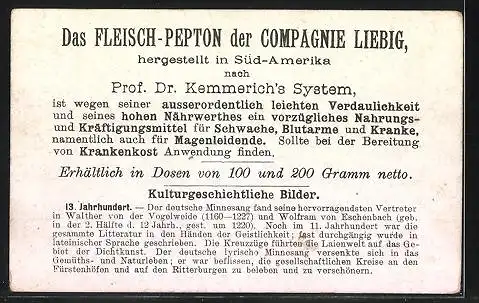 Das FLEISCH-PEPTON der COMPAGNIE LIEBIG,
hergestellt in Süd-Amerika
nach
Prof. Dr. Kemmerich's System,
ist wegen seiner ausserordentlich leichten Verdaulichkeit
und seines hohen Nährwerthes ein vorzügliches Nahrungs-
und Kräftigungsmittel für Schwache, Blutarme und Kranke,
namentlich auch für Magenleidende. Sollte bei der Bereitung
von Krankenkost Anwendung finden.
Erhältlich in Dosen von 100 und 200 Gramm netto.
Kulturgeschichtliche Bilder.
13. Jahrhundert. — Der deutsche Minnesang fand seine hervorragendsten Vertreter
in Walther von der Vogelweide (1160—1227) und Wolfram von Eschenbach (geb.
in der 2. Hälfte d. 12 Jahrh., gest. um 1220). Noch im 11. Jahrhundert war die
gesammte Litteratur in den Händen der Geistlichkeit; fast durchgängig wurde in
lateinischer Sprache geschrieben. Die Kreuzzüge führten die Laienwelt auf das Ge-
biet der Dichtkunst. Der deutsche lyrische Minnesang versenkte sich in das
Gemüths- und Naturleben; er war beflissen, die gesellschaftlichen Kreise an den
Fürstenhöfen und auf den Ritterburgen zu beleben und zu verschönern.